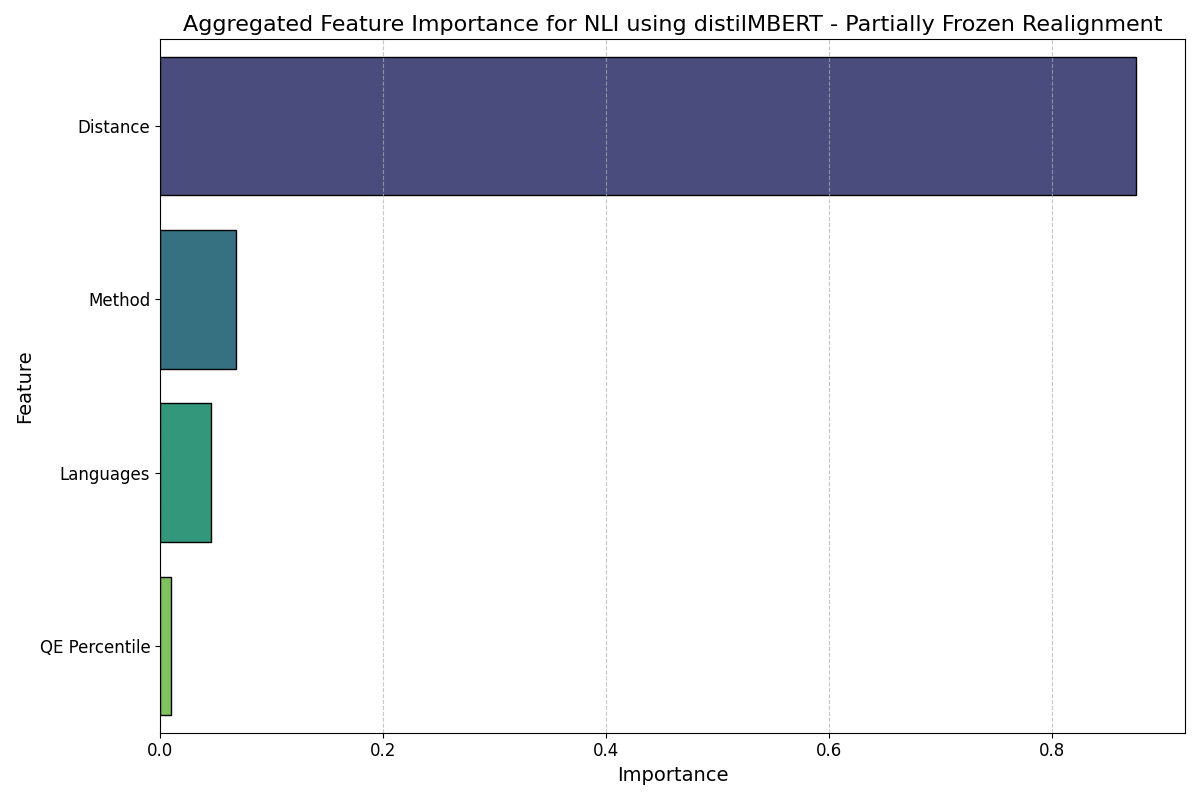 Aggregated Feature Importance for NLI using distilMBERT - Partially Frozen Realignment
Distance
Method
Languages
QE Percentile
Feature
0.0 0.2 0.4 0.6 0.8
Importance